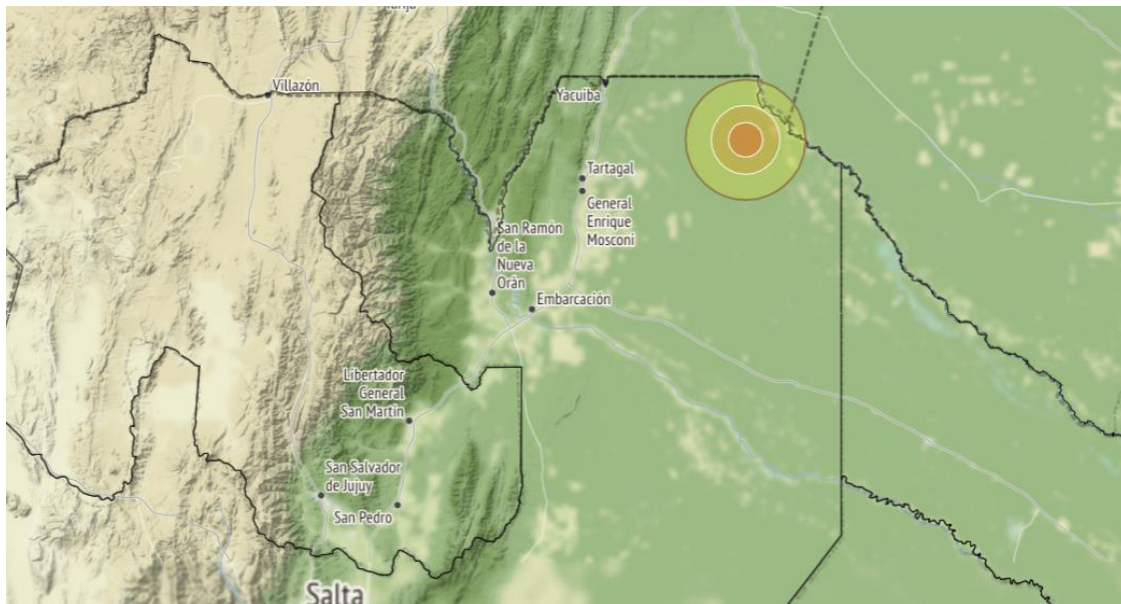 Tarija
Villazón
Yacuiba
Tartagal
General
Enrique
Mosconi
San Ramón
de la
Nueva
Orán
Embarcación
Libertador
General
San Martín
San Salvador
de Jujuy
San Pedro
Salta